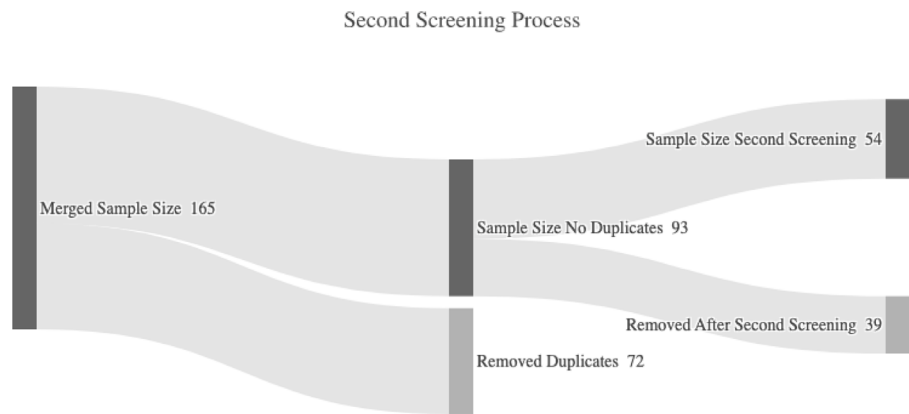 Second Screening Process
Merged Sample Size 165
Sample Size No Duplicates 93
Removed Duplicates 72
Sample Size Second Screening 54
Removed After Second Screening 39